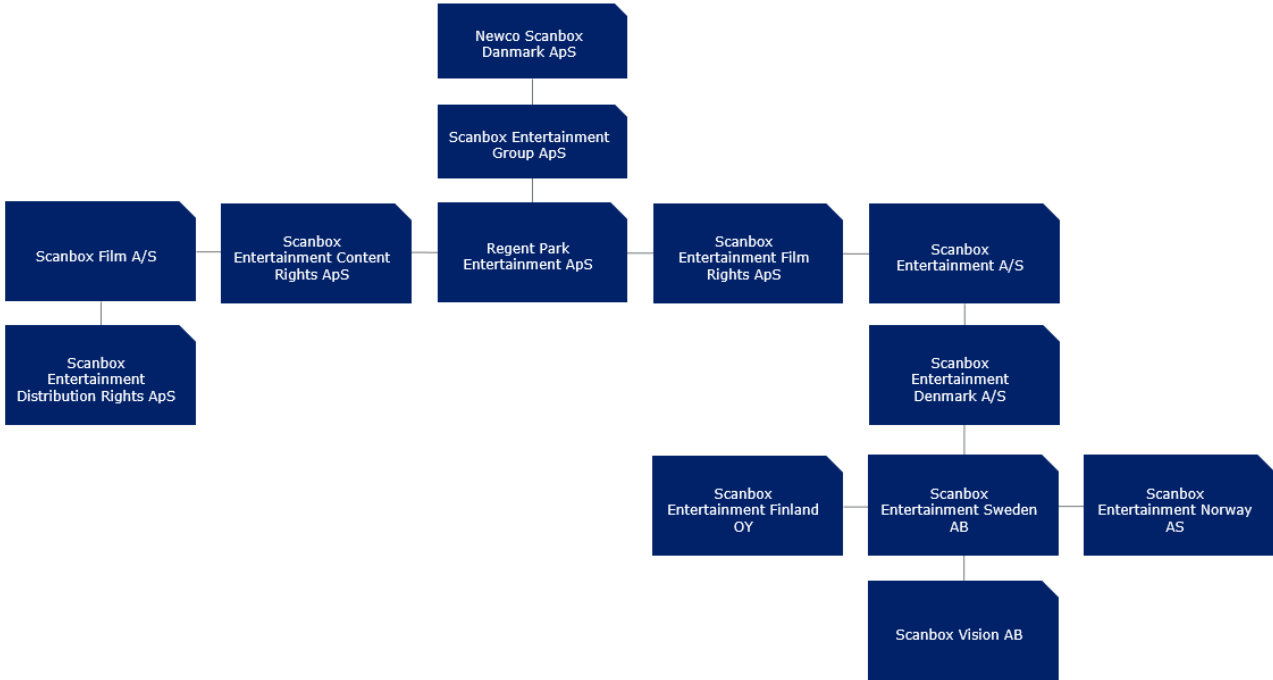 Newco Scanbox
Danmark ApS
Scanbox Entertainment
Group ApS
Scanbox Film A/S
Scanbox
Entertainment Content
Rights ApS
Regent Park
Entertainment ApS
Scanbox
Entertainment Film
Rights ApS
Scanbox
Entertainment A/S
Scanbox
Entertainment
Distribution Rights ApS
Scanbox
Entertainment
Denmark A/S
Scanbox
Entertainment Finland
OY
Scanbox
Entertainment Sweden
AB
Scanbox
Entertainment Norway
AS
Scanbox Vision AB